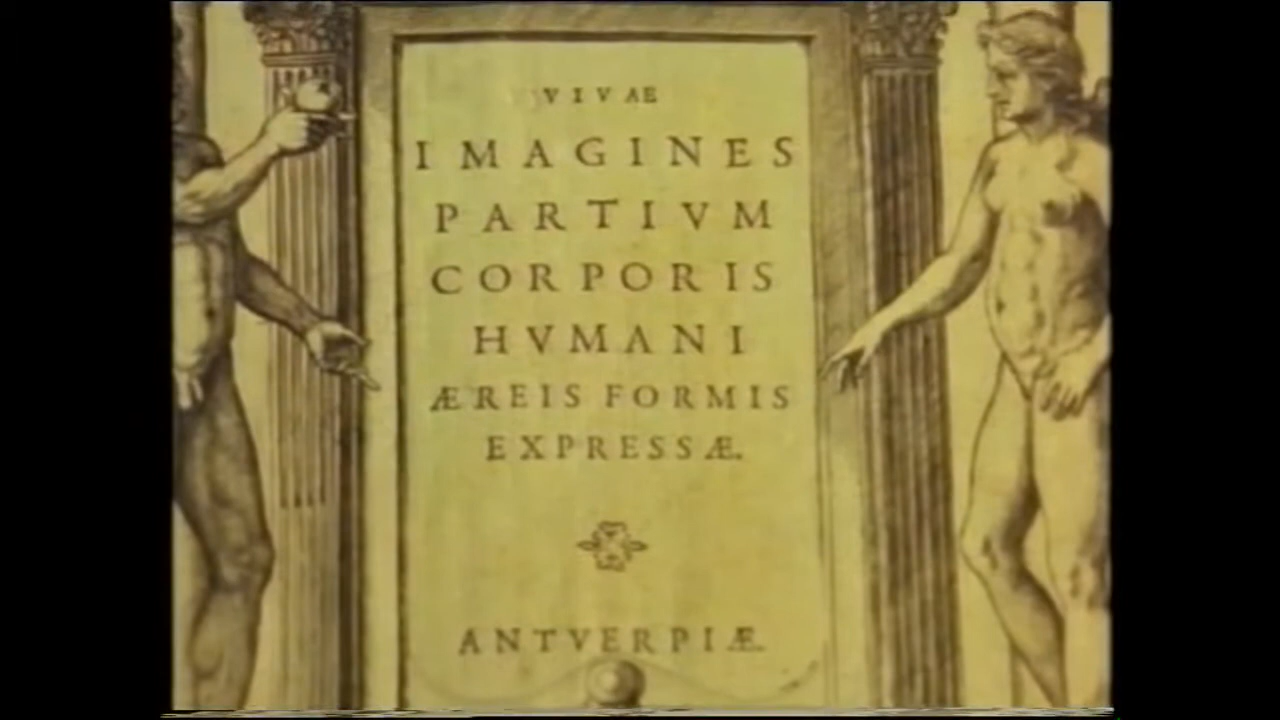 VIVAE
IMAGINES
PARTIVM
CORPORIS
HVMANI
ÆREIS FORMIS
EXPRESSÆ.
ANTVERPIÆ.